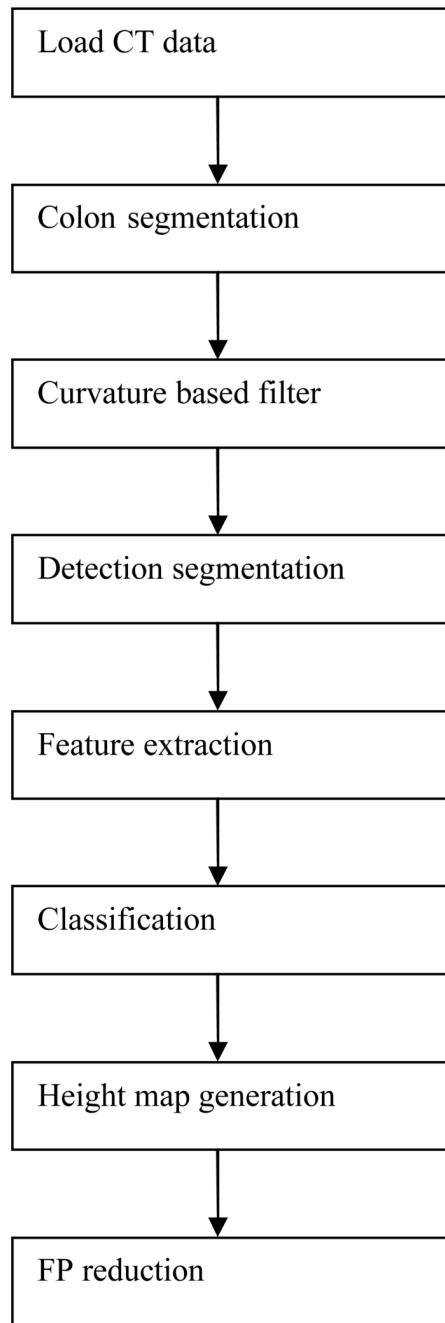 Load CT data
Colon segmentation
Curvature based filter
Detection segmentation
Feature extraction
Classification
Height map generation
FP reduction